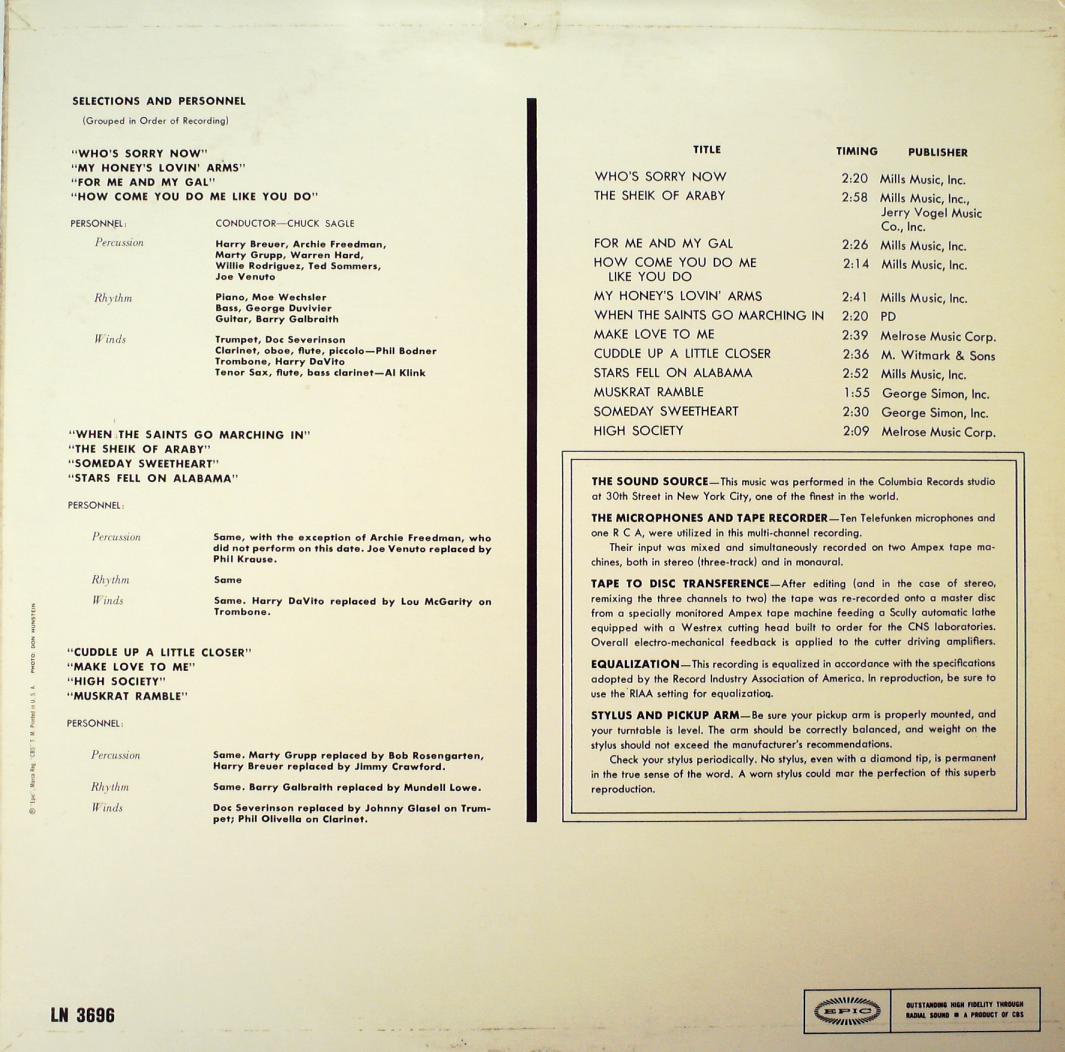 SELECTIONS AND PERSONNEL
(Grouped in Order of Recording)
"WHO'S SORRY NOW"
"MY HONEY'S LOVIN' ARMS"
"FOR ME AND MY GAL"
"HOW COME YOU DO ME LIKE YOU DO"
PERSONNEL: CONDUCTOR—CHUCK SAGLE
Percussion Harry Breuer, Archie Freedman,
Marty Grupp, Warren Hard,
Willie Rodriguez, Ted Sommers,
Joe Venuto
Rhythm Piano, Moe Wechsler
Bass, George Duvivier
Guitar, Barry Galbraith
Winds Trumpet, Doc Severinson
Clarinet, oboe, flute, piccolo—Phil Bodner
Trombone, Harry DaVito
Tenor Sax, flute, bass clarinet—Al Klink
"WHEN THE SAINTS GO MARCHING IN"
"THE SHEIK OF ARABY"
"SOMEDAY SWEETHEART"
"STARS FELL ON ALABAMA"
PERSONNEL:
Percussion Same, with the exception of Archie Freedman, who
did not perform on this date. Joe Venuto replaced by
Phil Krause.
Rhythm Same
Winds Same. Harry DaVito replaced by Lou McGarity on
Trombone.
"CUDDLE UP A LITTLE CLOSER"
"MAKE LOVE TO ME"
"HIGH SOCIETY"
"MUSKRAT RAMBLE"
PERSONNEL:
Percussion Same. Marty Grupp replaced by Bob Rosengarten,
Harry Breuer replaced by Jimmy Crawford.
Rhythm Same. Barry Galbraith replaced by Mundell Lowe.
Winds Doc Severinson replaced by Johnny Glasel on Trum-
pet; Phil Olivella on Clarinet.
TITLE TIMING PUBLISHER
WHO'S SORRY NOW 2:20 Mills Music, Inc.
THE SHEIK OF ARABY 2:58 Mills Music, Inc.,
Jerry Vogel Music
Co., Inc.
FOR ME AND MY GAL 2:26 Mills Music, Inc.
HOW COME YOU DO ME 2:14 Mills Music, Inc.
LIKE YOU DO
MY HONEY'S LOVIN' ARMS 2:41 Mills Music, Inc.
WHEN THE SAINTS GO MARCHING IN 2:20 PD
MAKE LOVE TO ME 2:39 Melrose Music Corp.
CUDDLE UP A LITTLE CLOSER 2:36 M. Witmark & Sons
STARS FELL ON ALABAMA 2:52 Mills Music, Inc.
MUSKRAT RAMBLE 1:55 George Simon, Inc.
SOMEDAY SWEETHEART 2:30 George Simon, Inc.
HIGH SOCIETY 2:09 Melrose Music Corp.
THE SOUND SOURCE—This music was performed in the Columbia Records studio
at 30th Street in New York City, one of the finest in the world.
THE MICROPHONES AND TAPE RECORDER—Ten Telefunken microphones and
one R C A, were utilized in this multi-channel recording.
Their input was mixed and simultaneously recorded on two Ampex tape ma-
chines, both in stereo (three-track) and in monaural.
TAPE TO DISC TRANSFERENCE—After editing (and in the case of stereo,
remixing the three channels to two) the tape was re-recorded onto a master disc
from a specially monitored Ampex tape machine feeding a Scully automatic lathe
equipped with a Westrex cutting head built to order for the CNS laboratories.
Overall electro-mechanical feedback is applied to the cutter driving amplifiers.
EQUALIZATION—This recording is equalized in accordance with the specifications
adopted by the Record Industry Association of America. In reproduction, be sure to
use the RIAA setting for equalization.
STYLUS AND PICKUP ARM—Be sure your pickup arm is properly mounted, and
your turntable is level. The arm should be correctly balanced, and weight on the
stylus should not exceed the manufacturer's recommendations.
Check your stylus periodically. No stylus, even with a diamond tip, is permanent
in the true sense of the word. A worn stylus could mar the perfection of this superb
reproduction.
® "Epic", Marca Reg. "CBS" T. M. Printed in U. S. A. PHOTO: DON HUNSTEIN
LN 3696
EPIC
OUTSTANDING HIGH FIDELITY THROUGH
RADIAL SOUND ■ A PRODUCT OF CBS